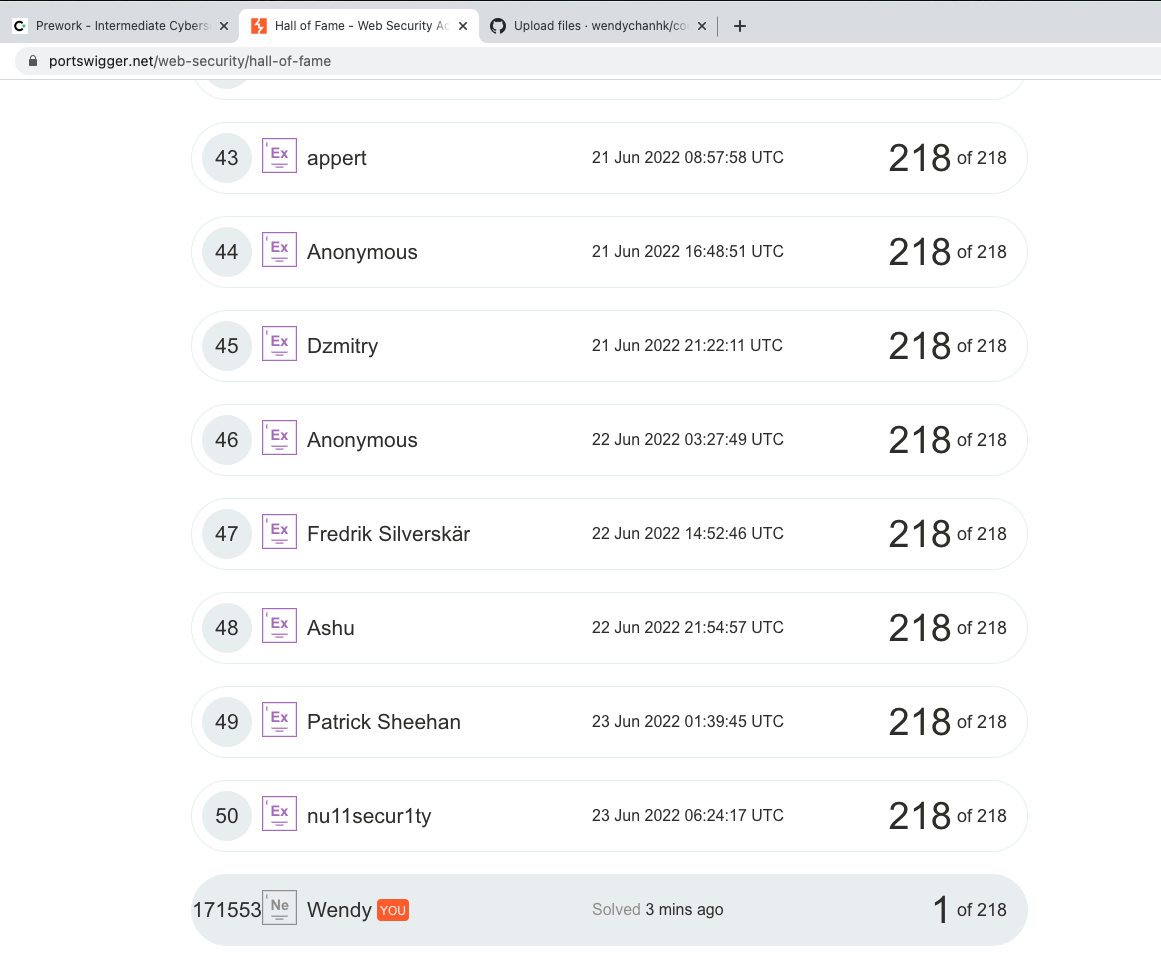 Prework - Intermediate Cybers
Hall of Fame - Web Security Ac
Upload files · wendychanhk/co
portswigger.net/web-security/hall-of-fame
43 Ex appert 21 Jun 2022 08:57:58 UTC 218 of 218
44 Ex Anonymous 21 Jun 2022 16:48:51 UTC 218 of 218
45 Ex Dzmitry 21 Jun 2022 21:22:11 UTC 218 of 218
46 Ex Anonymous 22 Jun 2022 03:27:49 UTC 218 of 218
47 Ex Fredrik Silverskär 22 Jun 2022 14:52:46 UTC 218 of 218
48 Ex Ashu 22 Jun 2022 21:54:57 UTC 218 of 218
49 Ex Patrick Sheehan 23 Jun 2022 01:39:45 UTC 218 of 218
50 Ex nu11secur1ty 23 Jun 2022 06:24:17 UTC 218 of 218
171553 Ne Wendy YOU Solved 3 mins ago 1 of 218